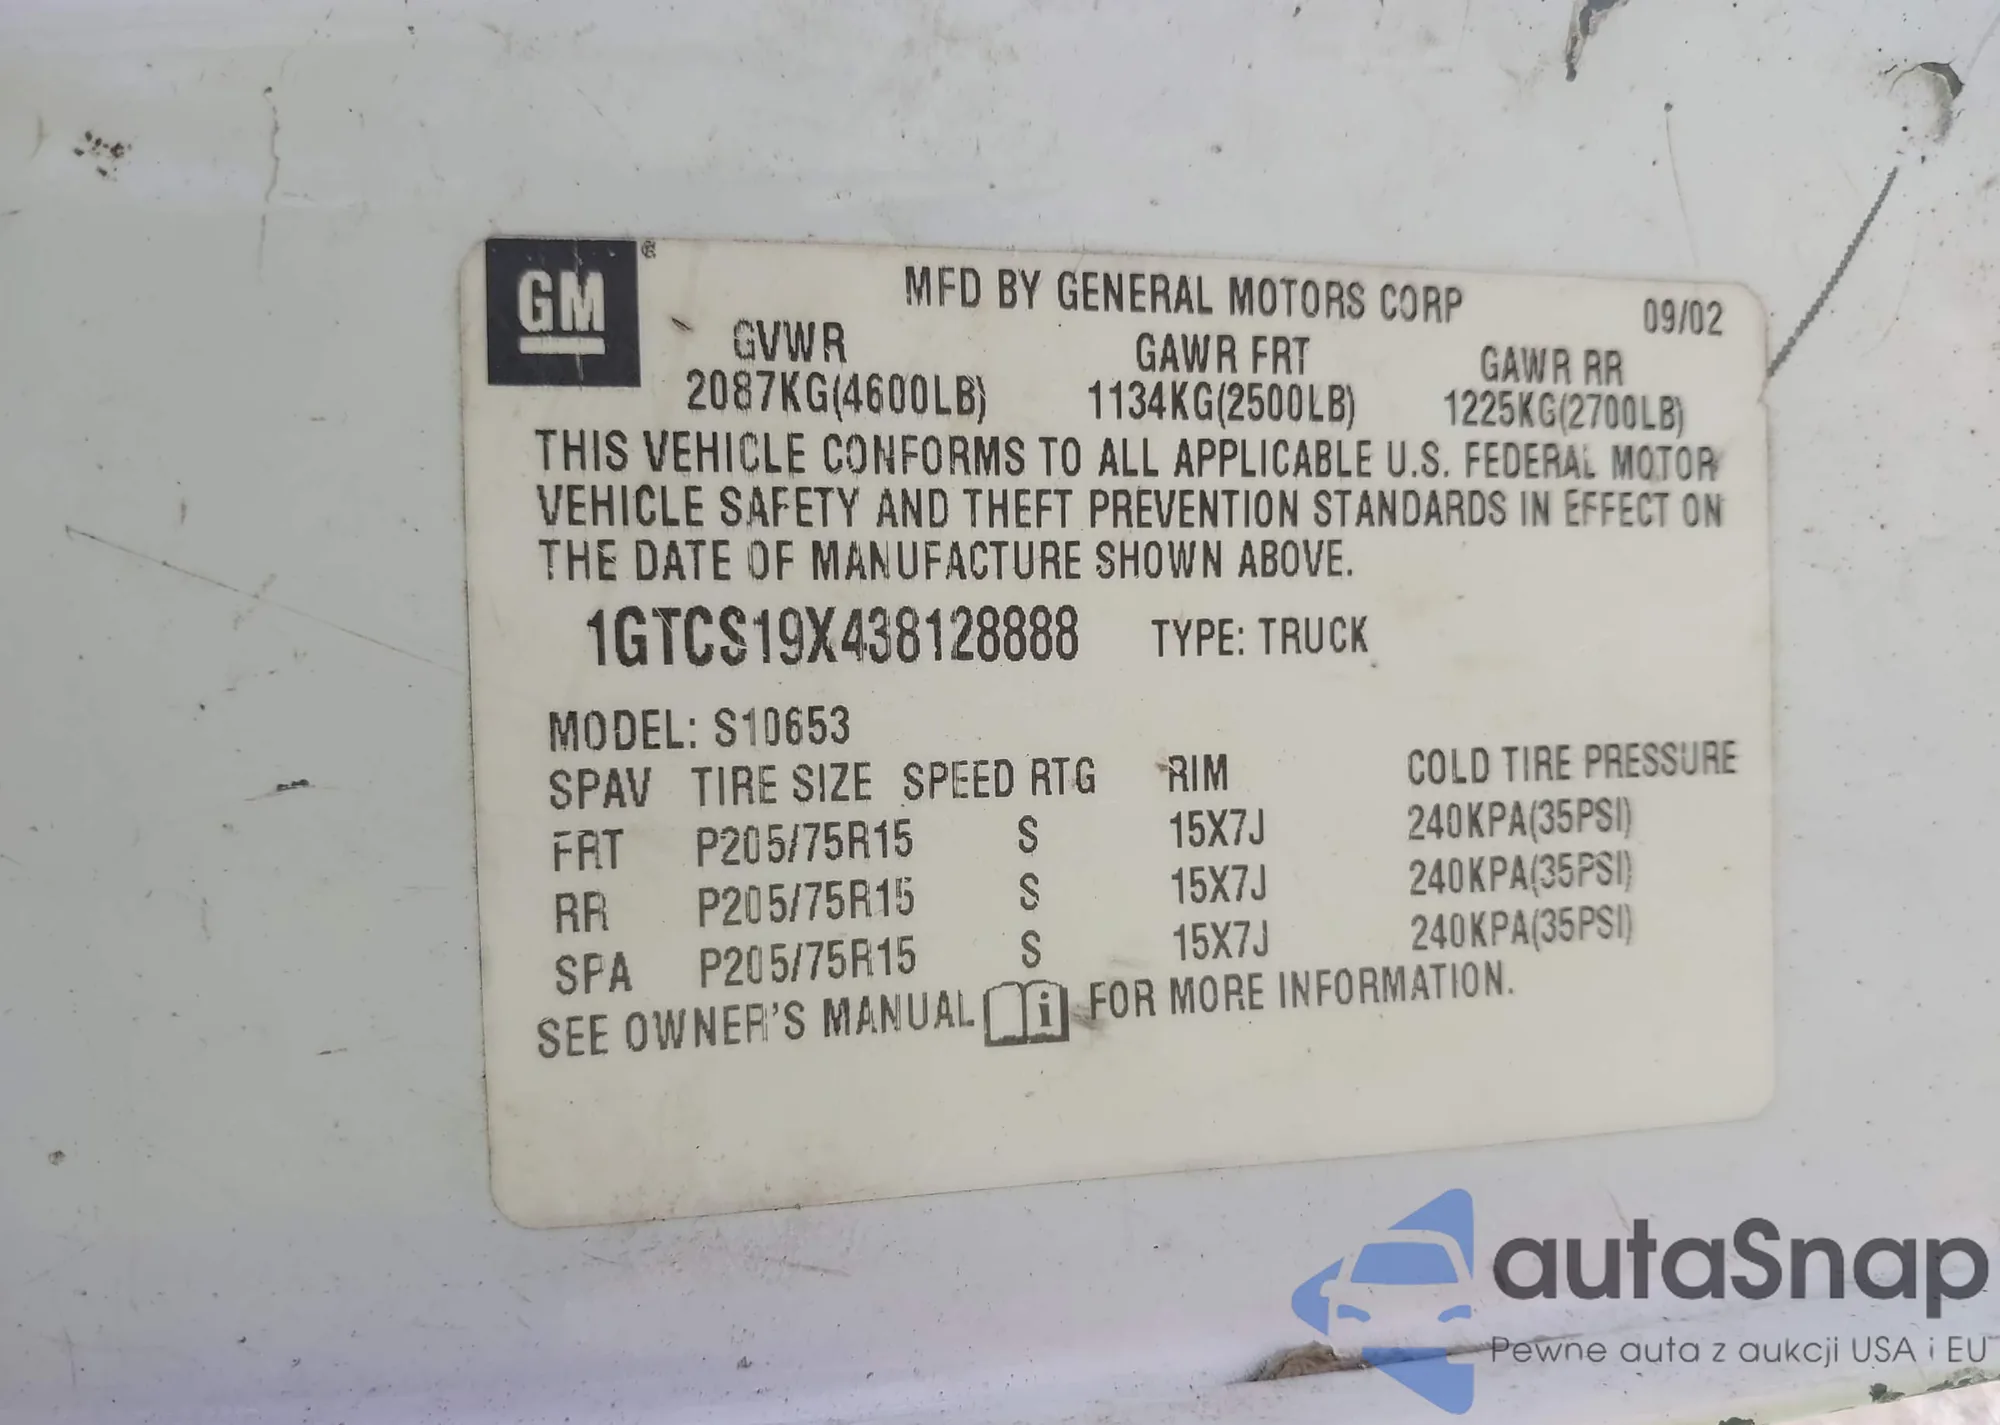 GM ®
MFD BY GENERAL MOTORS CORP 09/02
GVWR GAWR FRT GAWR RR
2087KG(4600LB) 1134KG(2500LB) 1225KG(2700LB)
THIS VEHICLE CONFORMS TO ALL APPLICABLE U.S. FEDERAL MOTOR
VEHICLE SAFETY AND THEFT PREVENTION STANDARDS IN EFFECT ON
THE DATE OF MANUFACTURE SHOWN ABOVE.
1GTCS19X438128888 TYPE: TRUCK
MODEL: S10653
SPAV TIRE SIZE SPEED RTG RIM COLD TIRE PRESSURE
FRT P205/75R15 S 15X7J 240KPA(35PSI)
RR P205/75R15 S 15X7J 240KPA(35PSI)
SPA P205/75R15 S 15X7J 240KPA(35PSI)
SEE OWNER'S MANUAL i FOR MORE INFORMATION.
autaSnap
Pewne auta z aukcji USA i EU